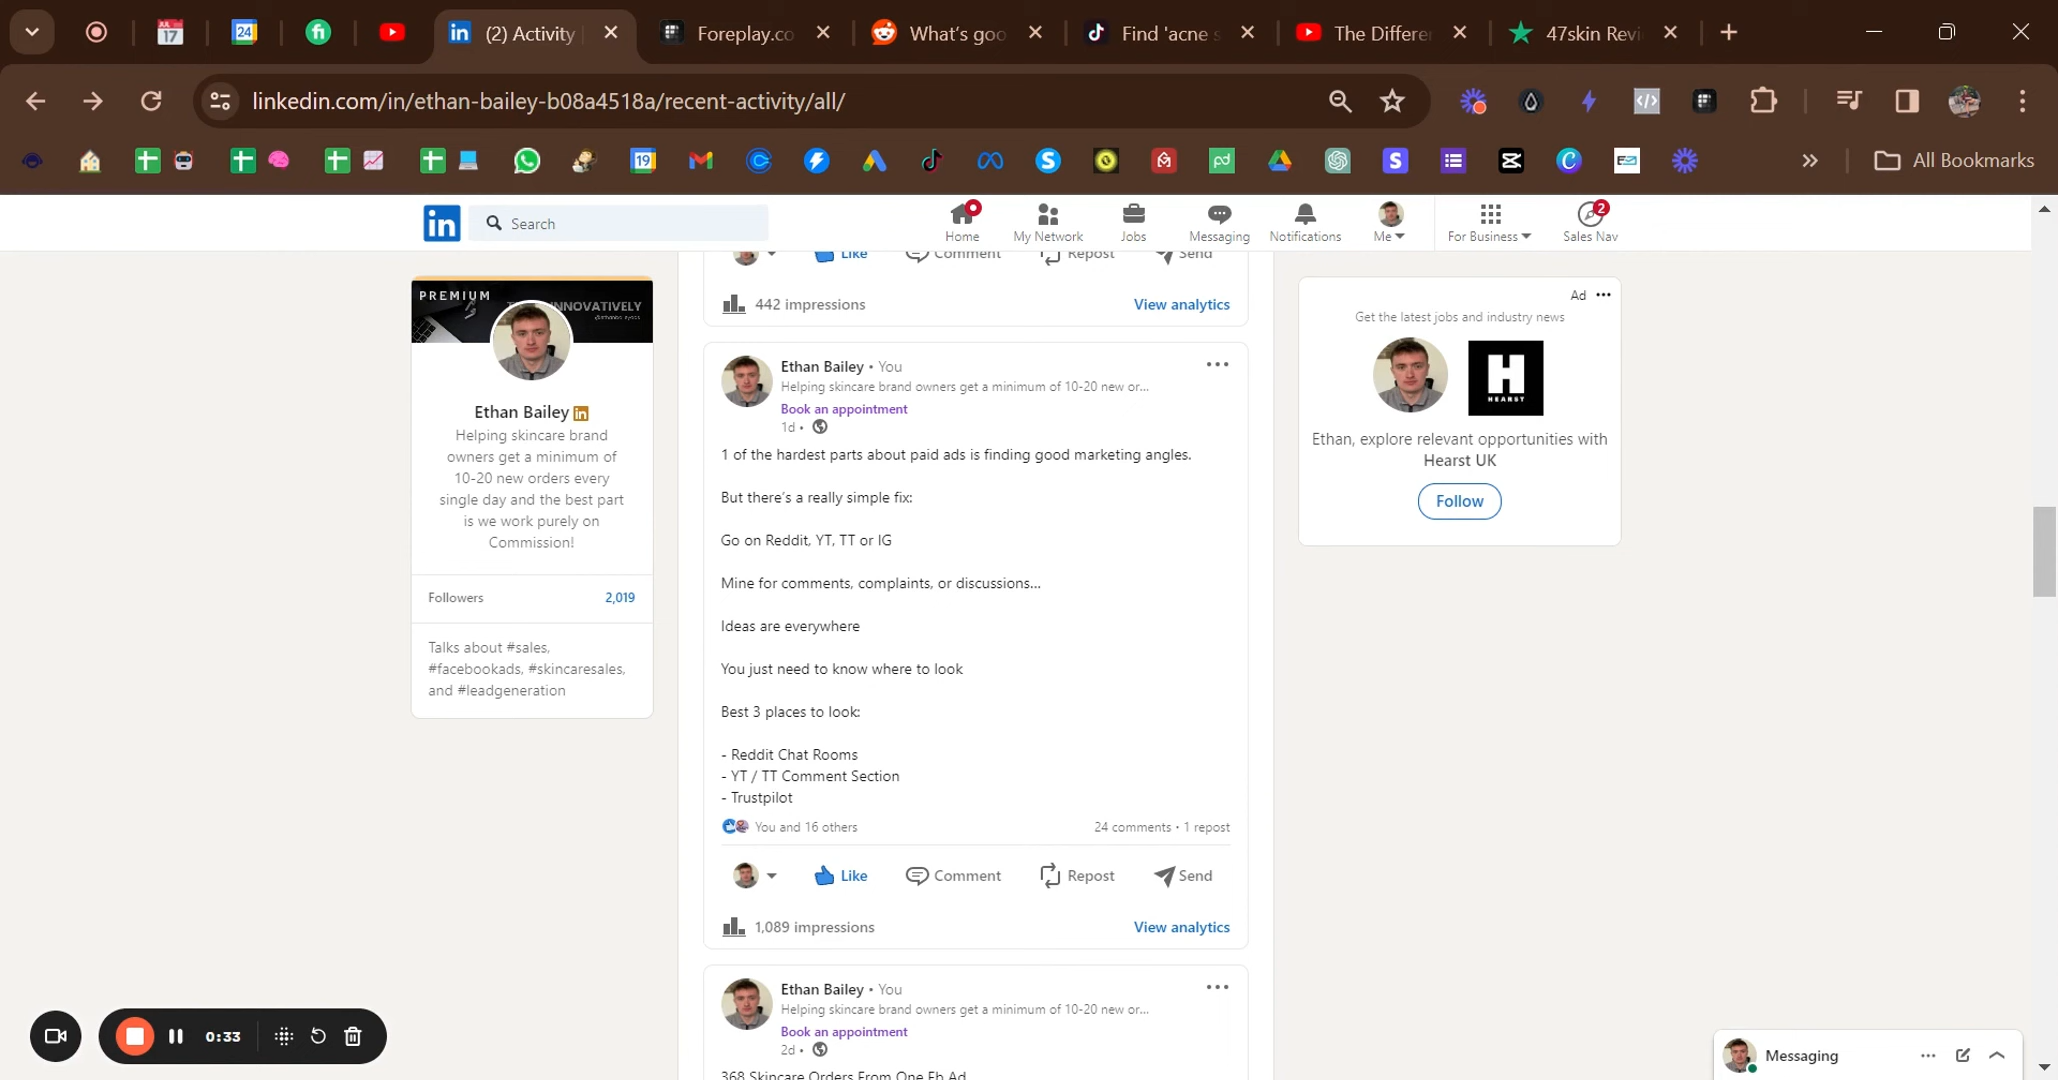 (2) Activity
Foreplay.co
What's goo
Find 'acne s
The Differe
47skin Revi
linkedin.com/in/ethan-bailey-b08a4518a/recent-activity/all/
All Bookmarks
Search
Home
My Network
Jobs
Messaging
Notifications
Me
For Business
Sales Nav
2
Like
Comment
Repost
Send
442 impressions
View analytics
PREMIUM
INNOVATIVELY
Ethan Bailey
Helping skincare brand
owners get a minimum of
10-20 new orders every
single day and the best part
is we work purely on
Commission!
Followers
2,019
Talks about #sales,
#facebookads, #skincaresales,
and #leadgeneration
Ethan Bailey • You
Helping skincare brand owners get a minimum of 10-20 new or...
Book an appointment
1d •
1 of the hardest parts about paid ads is finding good marketing angles.
But there's a really simple fix:
Go on Reddit, YT, TT or IG
Mine for comments, complaints, or discussions...
Ideas are everywhere
You just need to know where to look
Best 3 places to look:
- Reddit Chat Rooms
- YT / TT Comment Section
- Trustpilot
You and 16 others
24 comments • 1 repost
Like
Comment
Repost
Send
1,089 impressions
View analytics
Ethan Bailey • You
Helping skincare brand owners get a minimum of 10-20 new or...
Book an appointment
2d •
368 Skincare Orders From One Fb Ad
Ad
Get the latest jobs and industry news
HEARST
Ethan, explore relevant opportunities with
Hearst UK
Follow
0:33
Messaging